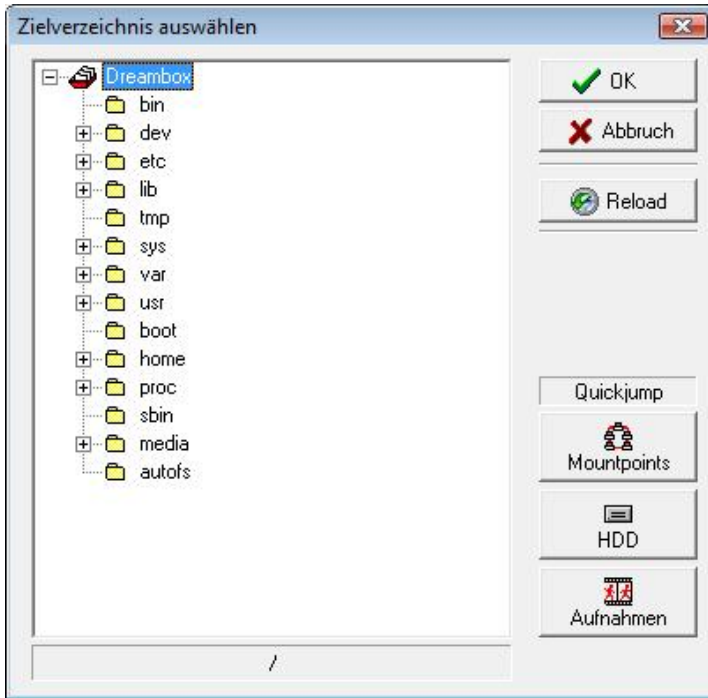 Zielverzeichnis auswählen
Dreambox
bin
dev
etc
lib
tmp
sys
var
usr
boot
home
proc
sbin
media
autofs
/
OK
Abbruch
Reload
Quickjump
Mountpoints
HDD
Aufnahmen